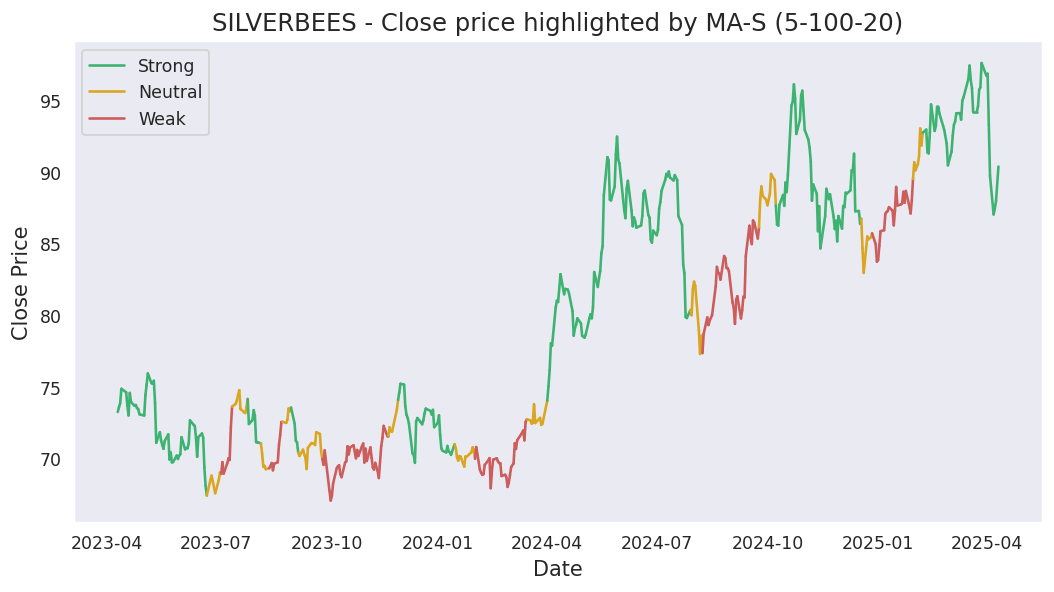 SILVERBEES - Close price highlighted by MA-S (5-100-20)
Strong
Neutral
Weak
Close Price
95
90
85
80
75
70
2023-04 2023-07 2023-10 2024-01 2024-04 2024-07 2024-10 2025-01 2025-04
Date